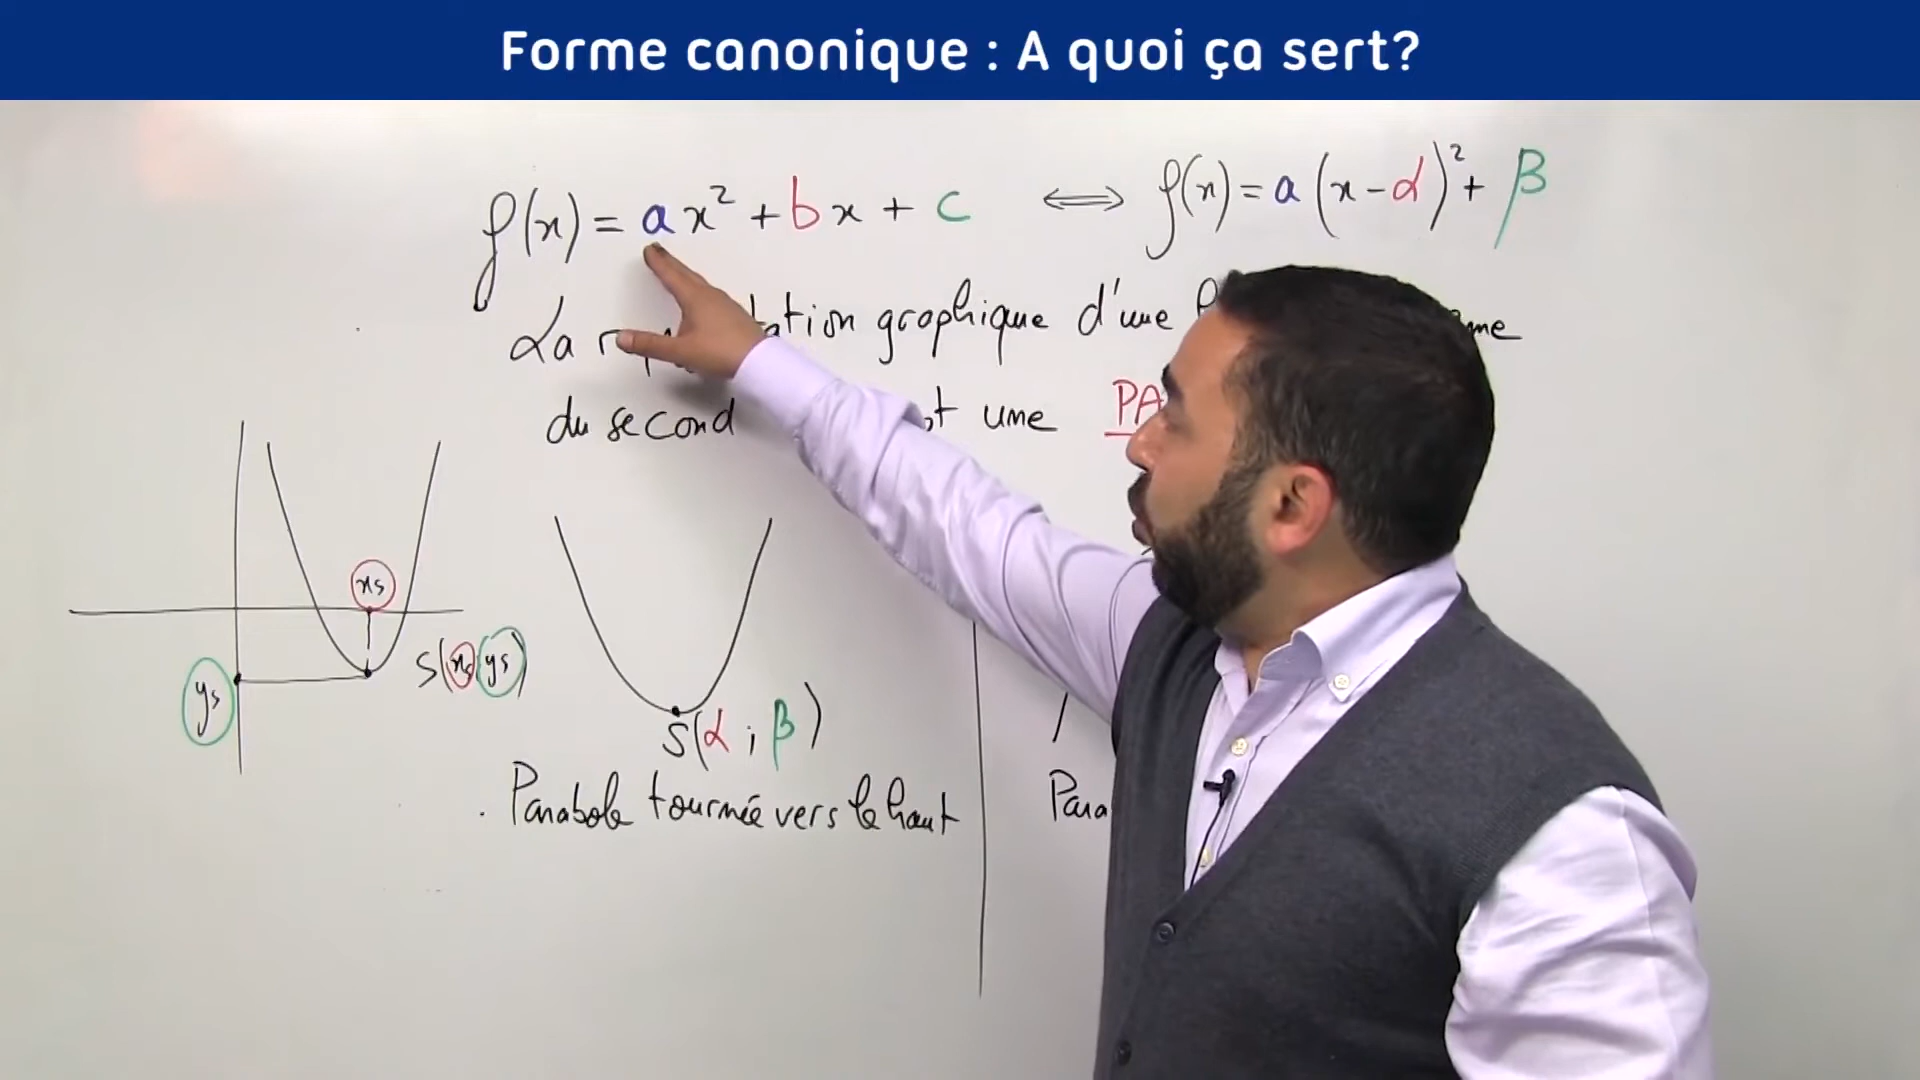 Forme canonique : A quoi ça sert?
f(x) = ax² + bx + c ⟺ f(x) = a(x-α)² + β
La tation graphique d'une
du second une
xs
ys
S(xs ys)
S(α ; β)
. Parabole tournée vers le haut